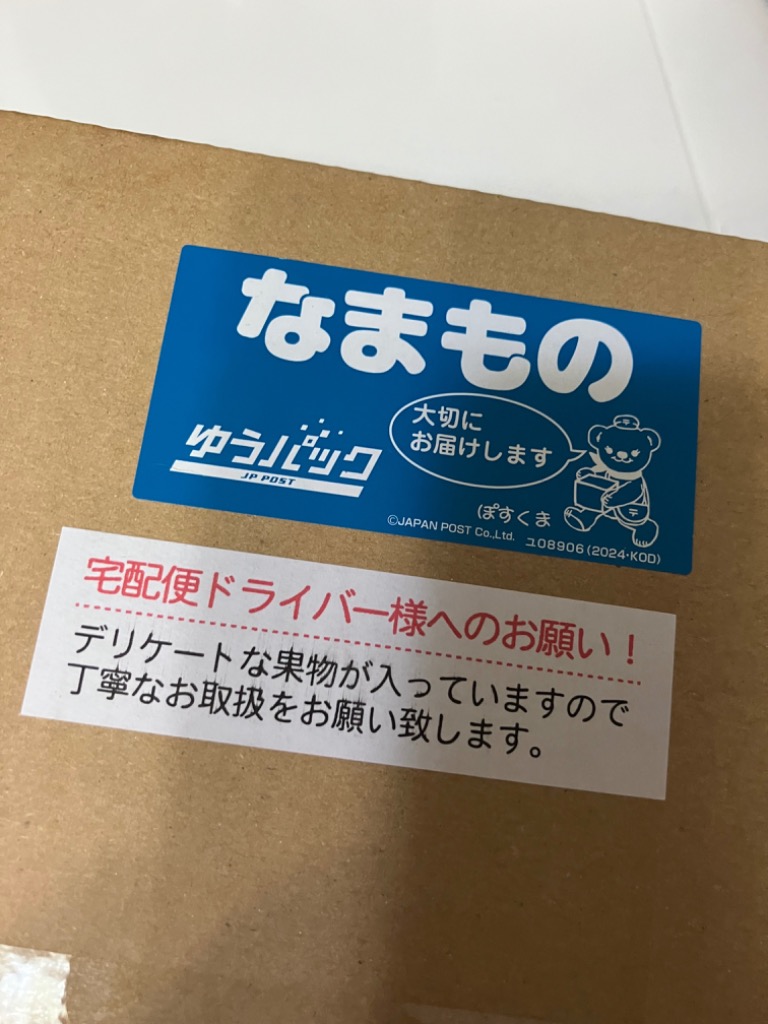 なまもの
大切に
お届けします
ゆうパック
JP POST
ぽすくま
©JAPAN POST Co.,Ltd. ユ08906(2024・KOD)
宅配便ドライバー様へのお願い！
デリケートな果物が入っていますので
丁寧なお取扱をお願い致します。